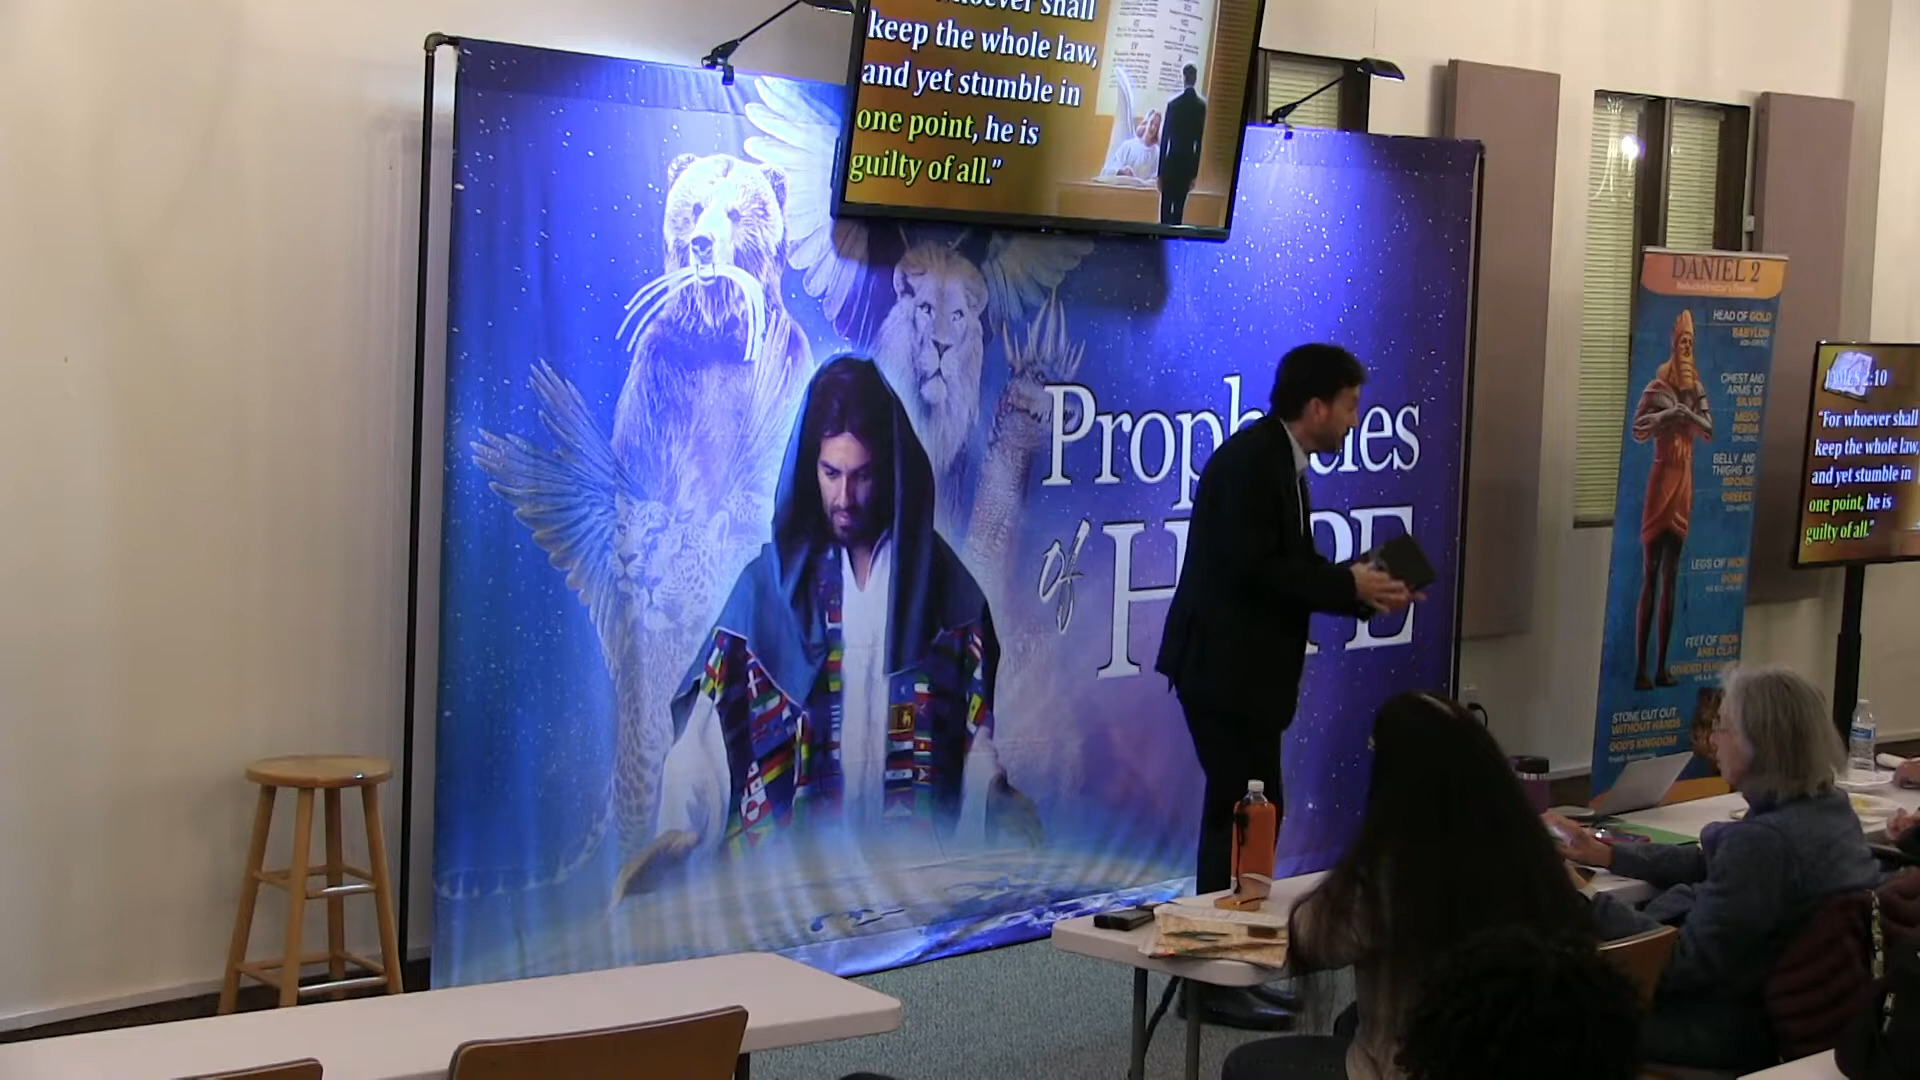 keep the whole law,
and yet stumble in
one point, he is
guilty of all."
of
DANIEL 2
HEAD OF GOLD
BABYLON
CHEST AND
ARMS OF
SILVER
MEDO-
PERSIA
BELLY AND
THIGHS OF
BRONZE
GREECE
LEGS OF IRON
ROME
FEET OF IRON
AND CLAY
DIVIDED
STONE CUT OUT
WITHOUT HANDS
GOD'S KINGDOM
2:10
"For whoever shall
keep the whole law,
and yet stumble in
one point, he is
guilty of all."